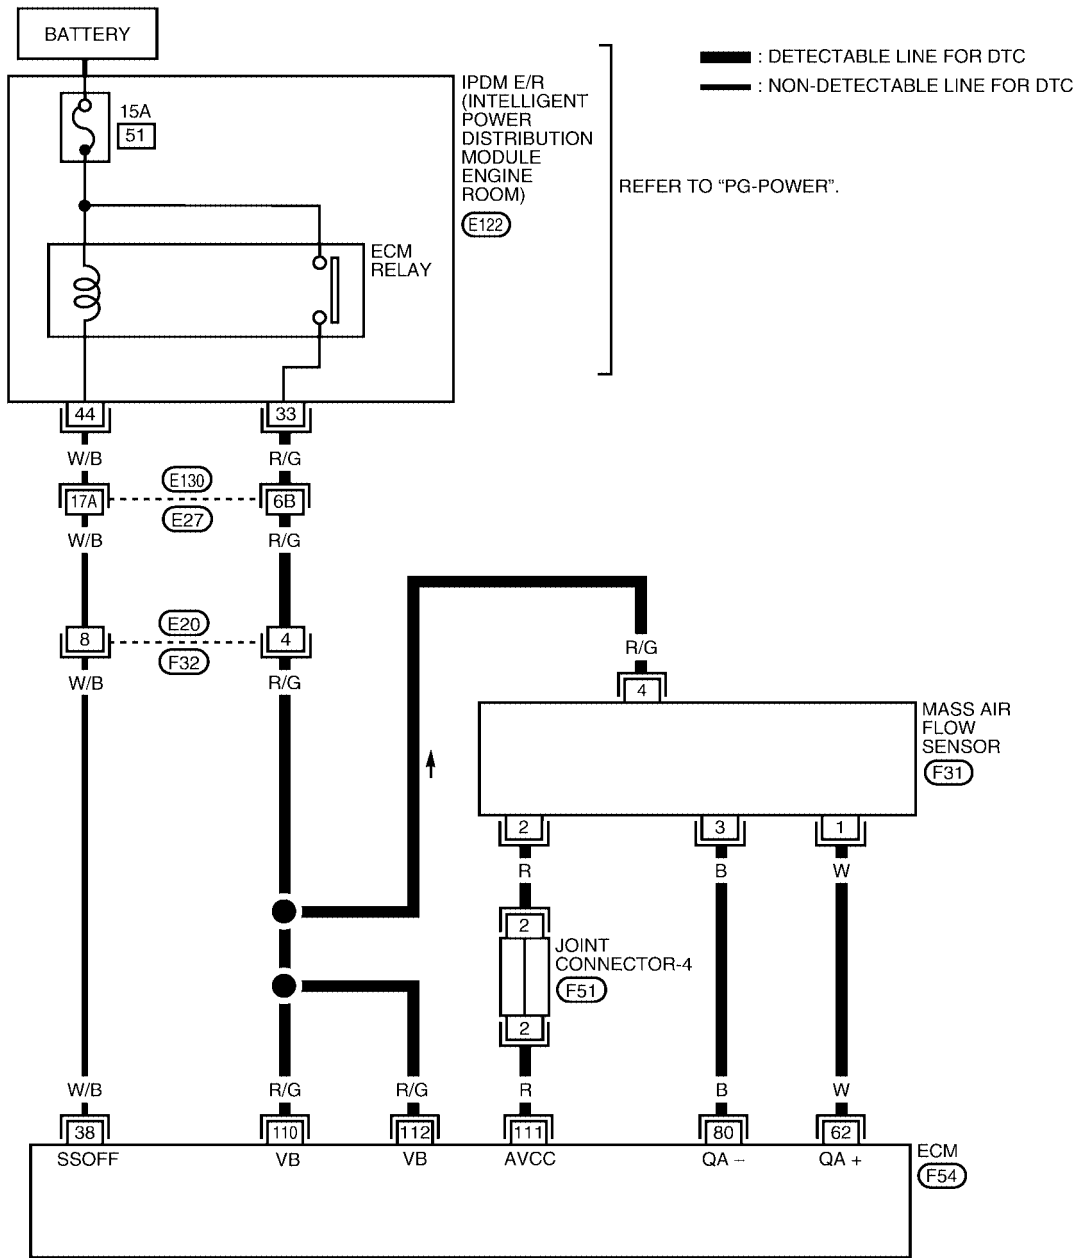 BATTERY
: DETECTABLE LINE FOR DTC
: NON-DETECTABLE LINE FOR DTC
15A
51
IPDM E/R
(INTELLIGENT
POWER
DISTRIBUTION
MODULE
ENGINE
ROOM)
E122
REFER TO “PG-POWER”.
ECM
RELAY
44
33
W/B
R/G
E130
17A
6B
E27
W/B
R/G
E20
8
4
F32
W/B
R/G
R/G
4
MASS AIR
FLOW
SENSOR
F31
2
3
1
R
B
W
2
JOINT
CONNECTOR-4
F51
2
W/B
R/G
R/G
R
B
W
38
110
112
111
80
62
SSOFF
VB
VB
AVCC
QA –
QA +
ECM
F54